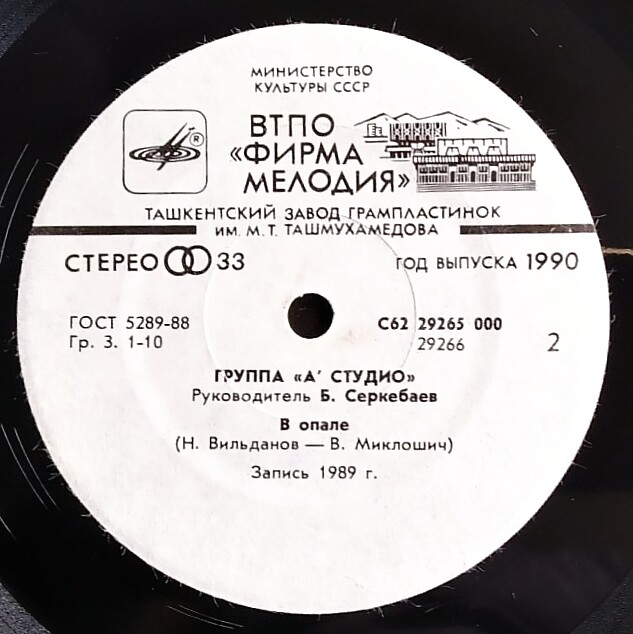 МИНИСТЕРСТВО
КУЛЬТУРЫ СССР
ВТПО
«ФИРМА
МЕЛОДИЯ»
®
ТАШКЕНТСКИЙ ЗАВОД ГРАМПЛАСТИНОК
ИМ. М. Т. ТАШМУХАМЕДОВА
СТЕРЕО 33 ГОД ВЫПУСКА 1990
ГОСТ 5289-88 С62 29265 000
Гр. 3. 1-10 29266 2
ГРУППА «А’ СТУДИО»
Руководитель Б. Серкебаев
В опале
(Н. Вильданов — В. Миклошич)
Запись 1989 г.